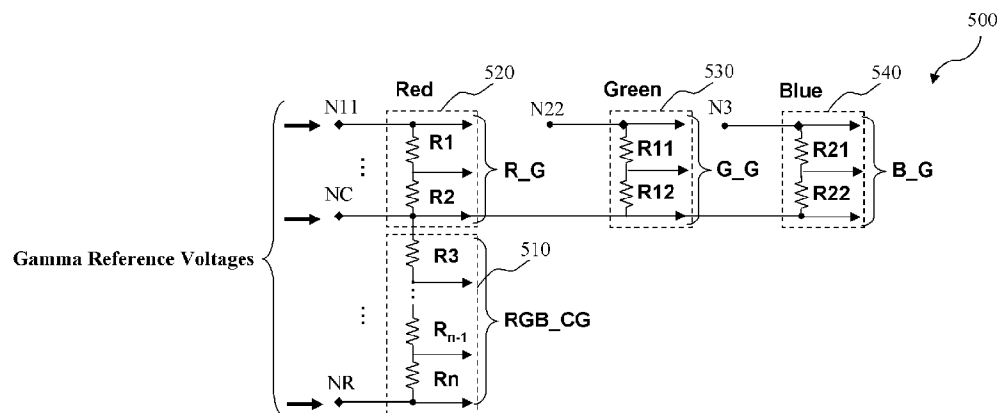 500
520
530
540
Red
Green
Blue
N11
N22
N3
R1
R11
R21
R_G
G_G
B_G
R2
R12
R22
NC
Gamma Reference Voltages
R3
510
RGB_CG
Rn-1
Rn
NR